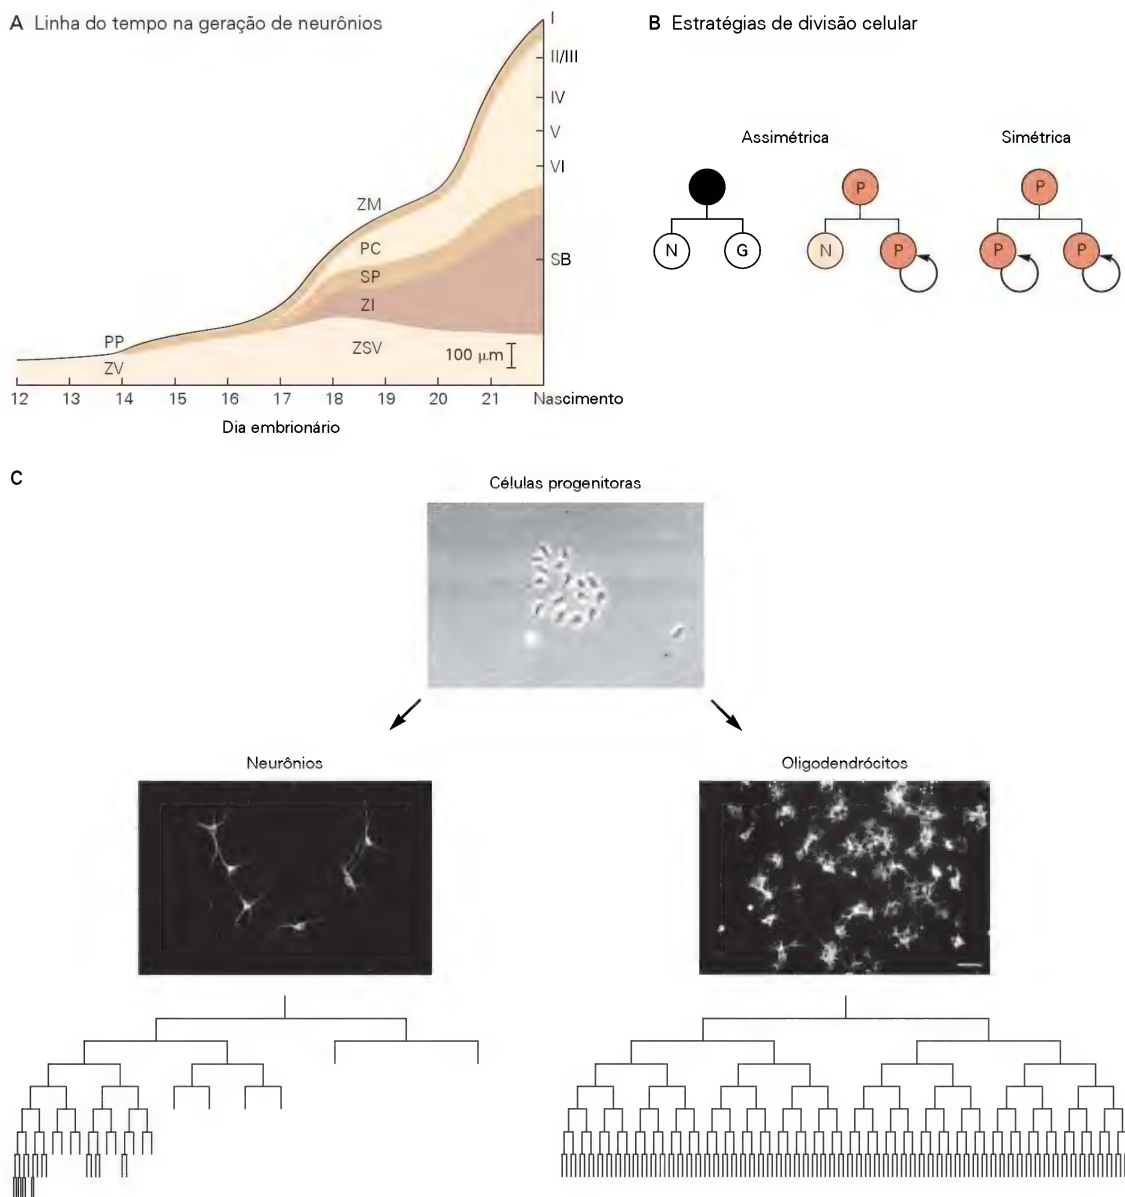 A Linha do tempo na geração de neurônios
I
II/III
IV
V
VI
SB
ZM
PC
SP
ZI
ZSV
PP
ZV
100 μm
12 13 14 15 16 17 18 19 20 21 Nascimento
Dia embrionário
B Estratégias de divisão celular
Assimétrica Simétrica
P P
N G N P P P
C
Células progenitoras
Neurônios Oligodendrócitos